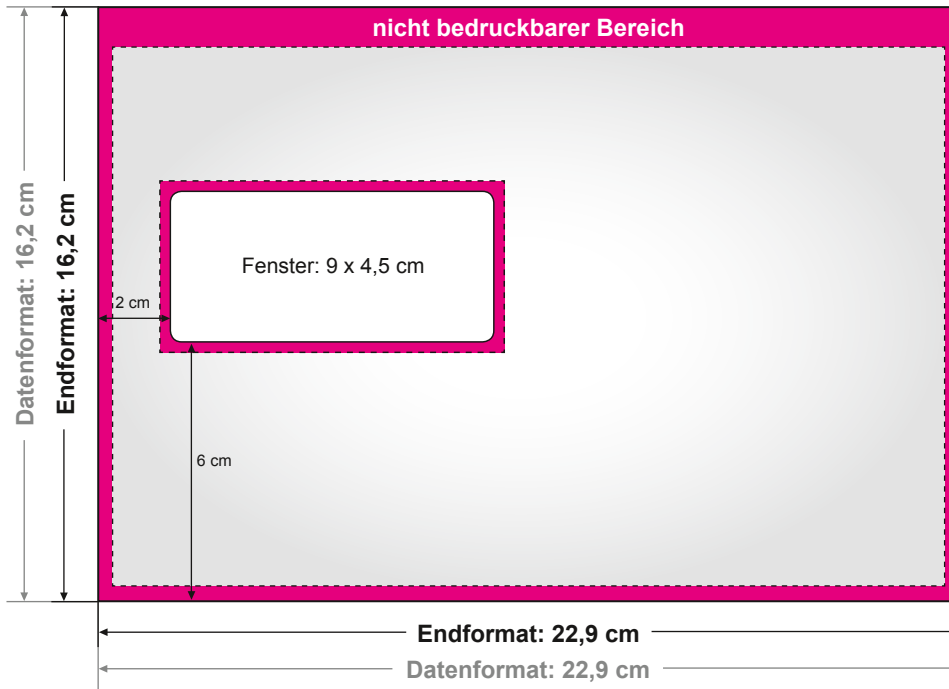 nicht bedruckbarer Bereich
Datenformat: 16,2 cm
Endformat: 16,2 cm
Fenster: 9 x 4,5 cm
2 cm
6 cm
Endformat: 22,9 cm
Datenformat: 22,9 cm